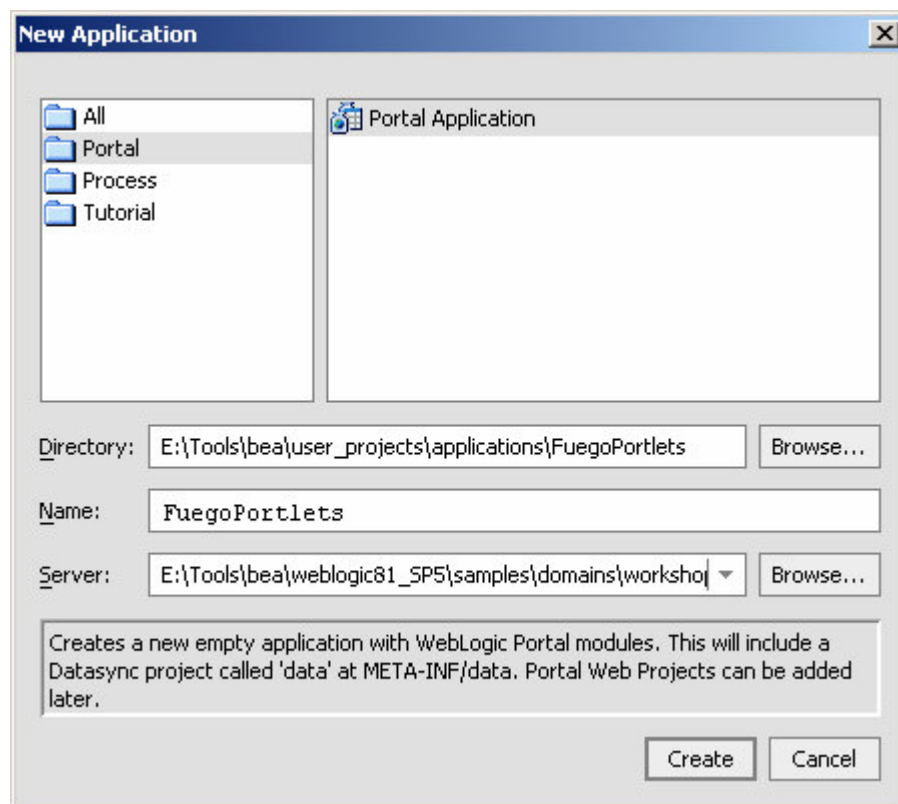 New Application
All
Portal
Process
Tutorial
Portal Application
Directory: E:\Tools\bea\user_projects\applications\FuegoPortlets Browse...
Name: FuegoPortlets
Server: E:\Tools\bea\weblogic81_SP5\samples\domains\workshop Browse...
Creates a new empty application with WebLogic Portal modules. This will include a
Datasync project called 'data' at META-INF/data. Portal Web Projects can be added
later.
Create Cancel